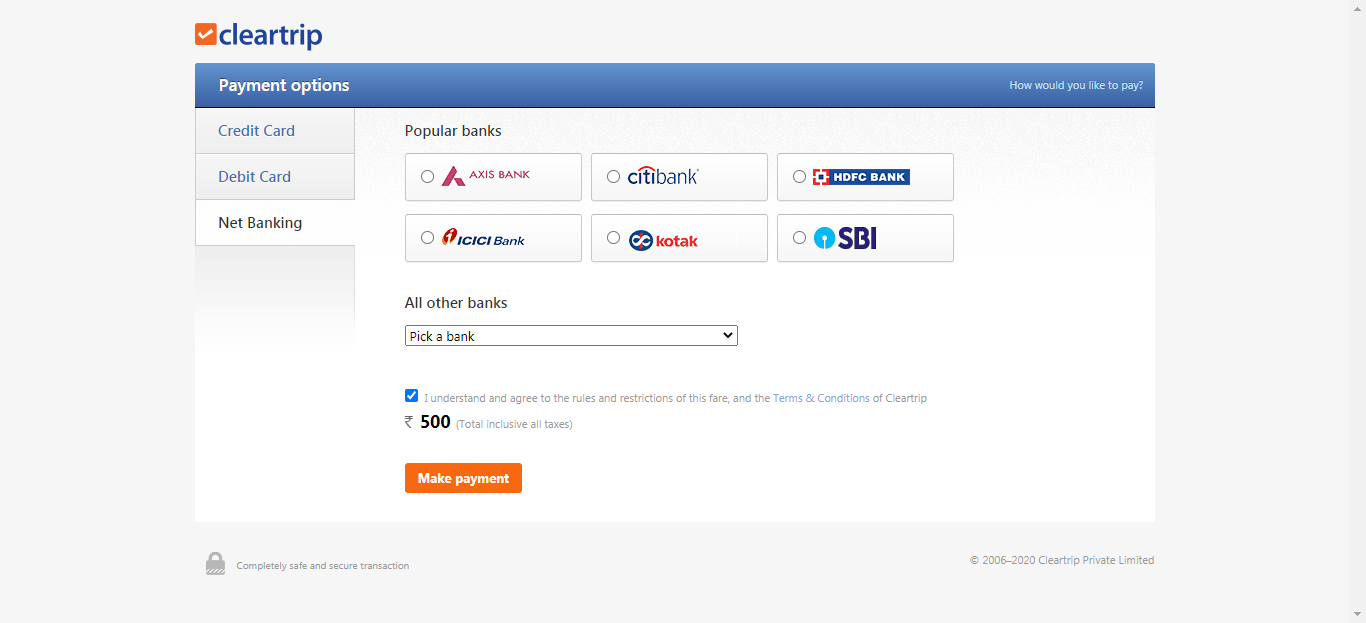 cleartrip
Payment options
How would you like to pay?
Credit Card
Debit Card
Net Banking
Popular banks
AXIS BANK
citibank
HDFC BANK
ICICI Bank
kotak
SBI
All other banks
Pick a bank
I understand and agree to the rules and restrictions of this fare, and the Terms & Conditions of Cleartrip
₹ 500 (Total inclusive all taxes)
Make payment
Completely safe and secure transaction
© 2006–2020 Cleartrip Private Limited